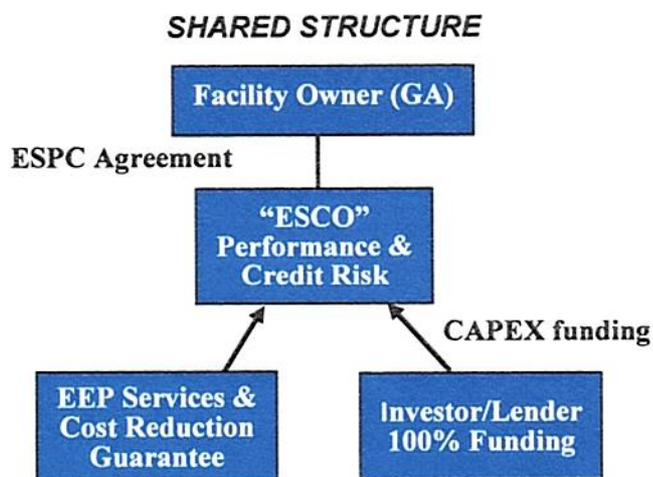 SHARED STRUCTURE
Facility Owner (GA)
ESPC Agreement
“ESCO”
Performance &
Credit Risk
CAPEX funding
EEP Services &
Cost Reduction
Guarantee
Investor/Lender
100% Funding